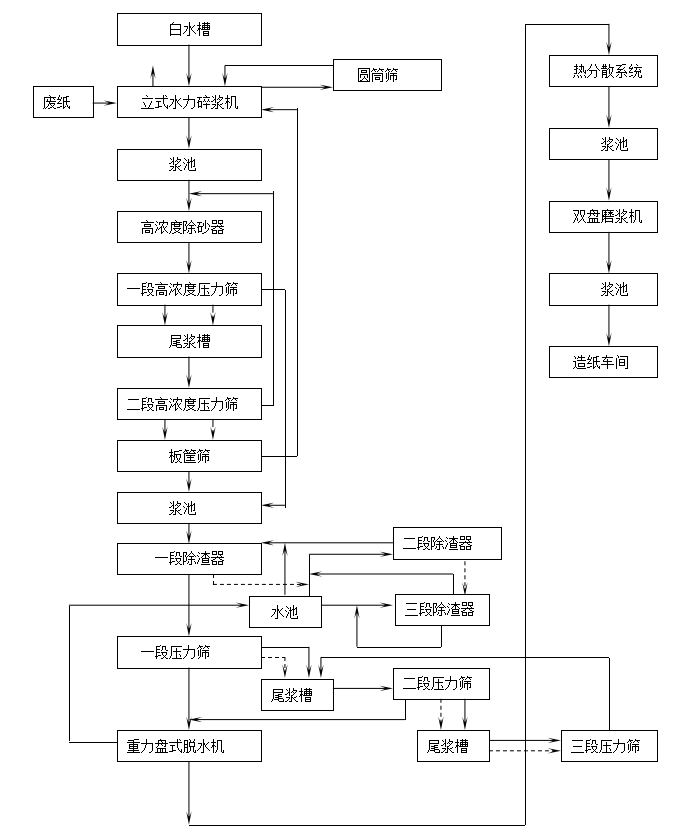 白水槽
圆筒筛
废纸
立式水力碎浆机
浆池
高浓度除砂器
一段高浓度压力筛
尾浆槽
二段高浓度压力筛
板筐筛
浆池
一段除渣器
二段除渣器
水池
三段除渣器
一段压力筛
尾浆槽
二段压力筛
重力盘式脱水机
尾浆槽
三段压力筛
热分散系统
浆池
双盘磨浆机
浆池
造纸车间